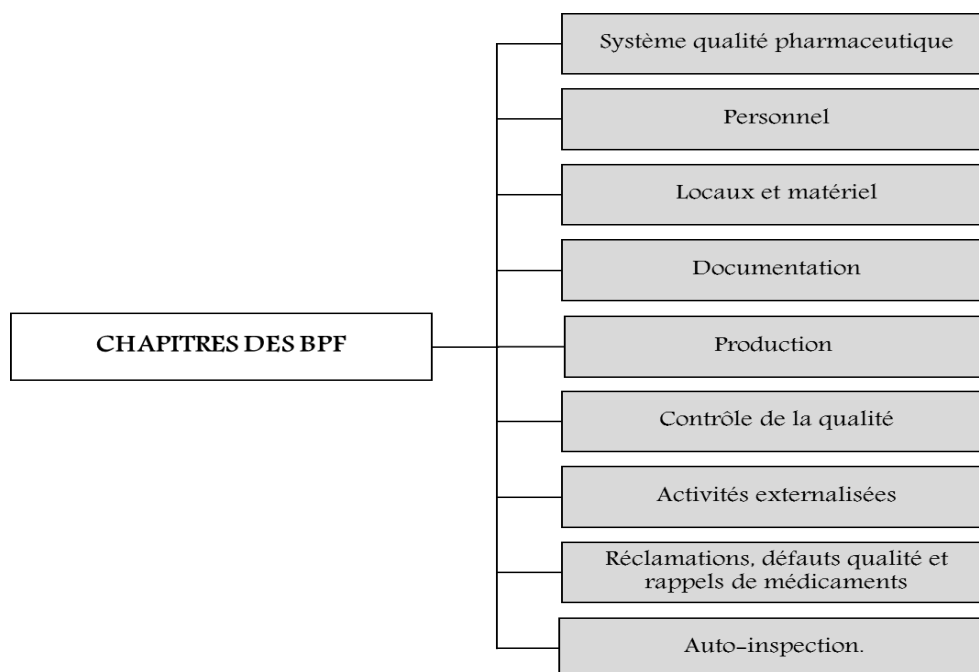 Système qualité pharmaceutique
Personnel
Locaux et matériel
Documentation
CHAPITRES DES BPF
Production
Contrôle de la qualité
Activités externalisées
Réclamations, défauts qualité et
rappels de médicaments
Auto-inspection.